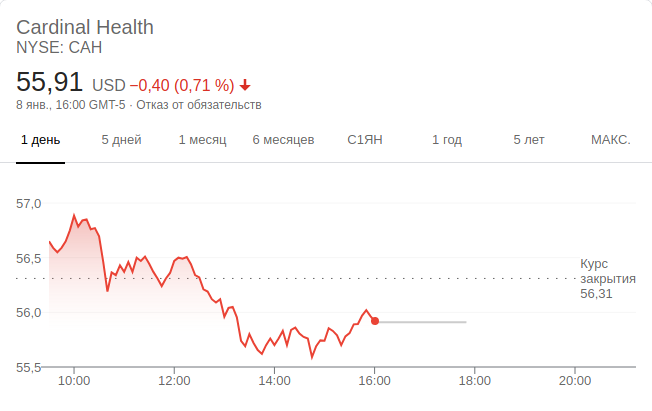 Cardinal Health
NYSE: CAH
55,91 USD −0,40 (0,71 %)
8 янв., 16:00 GMT-5 · Отказ от обязательств
1 день 5 дней 1 месяц 6 месяцев С1ЯН 1 год 5 лет МАКС.
57,0
56,5
Курс
закрытия
56,31
56,0
55,5
10:00 12:00 14:00 16:00 18:00 20:00